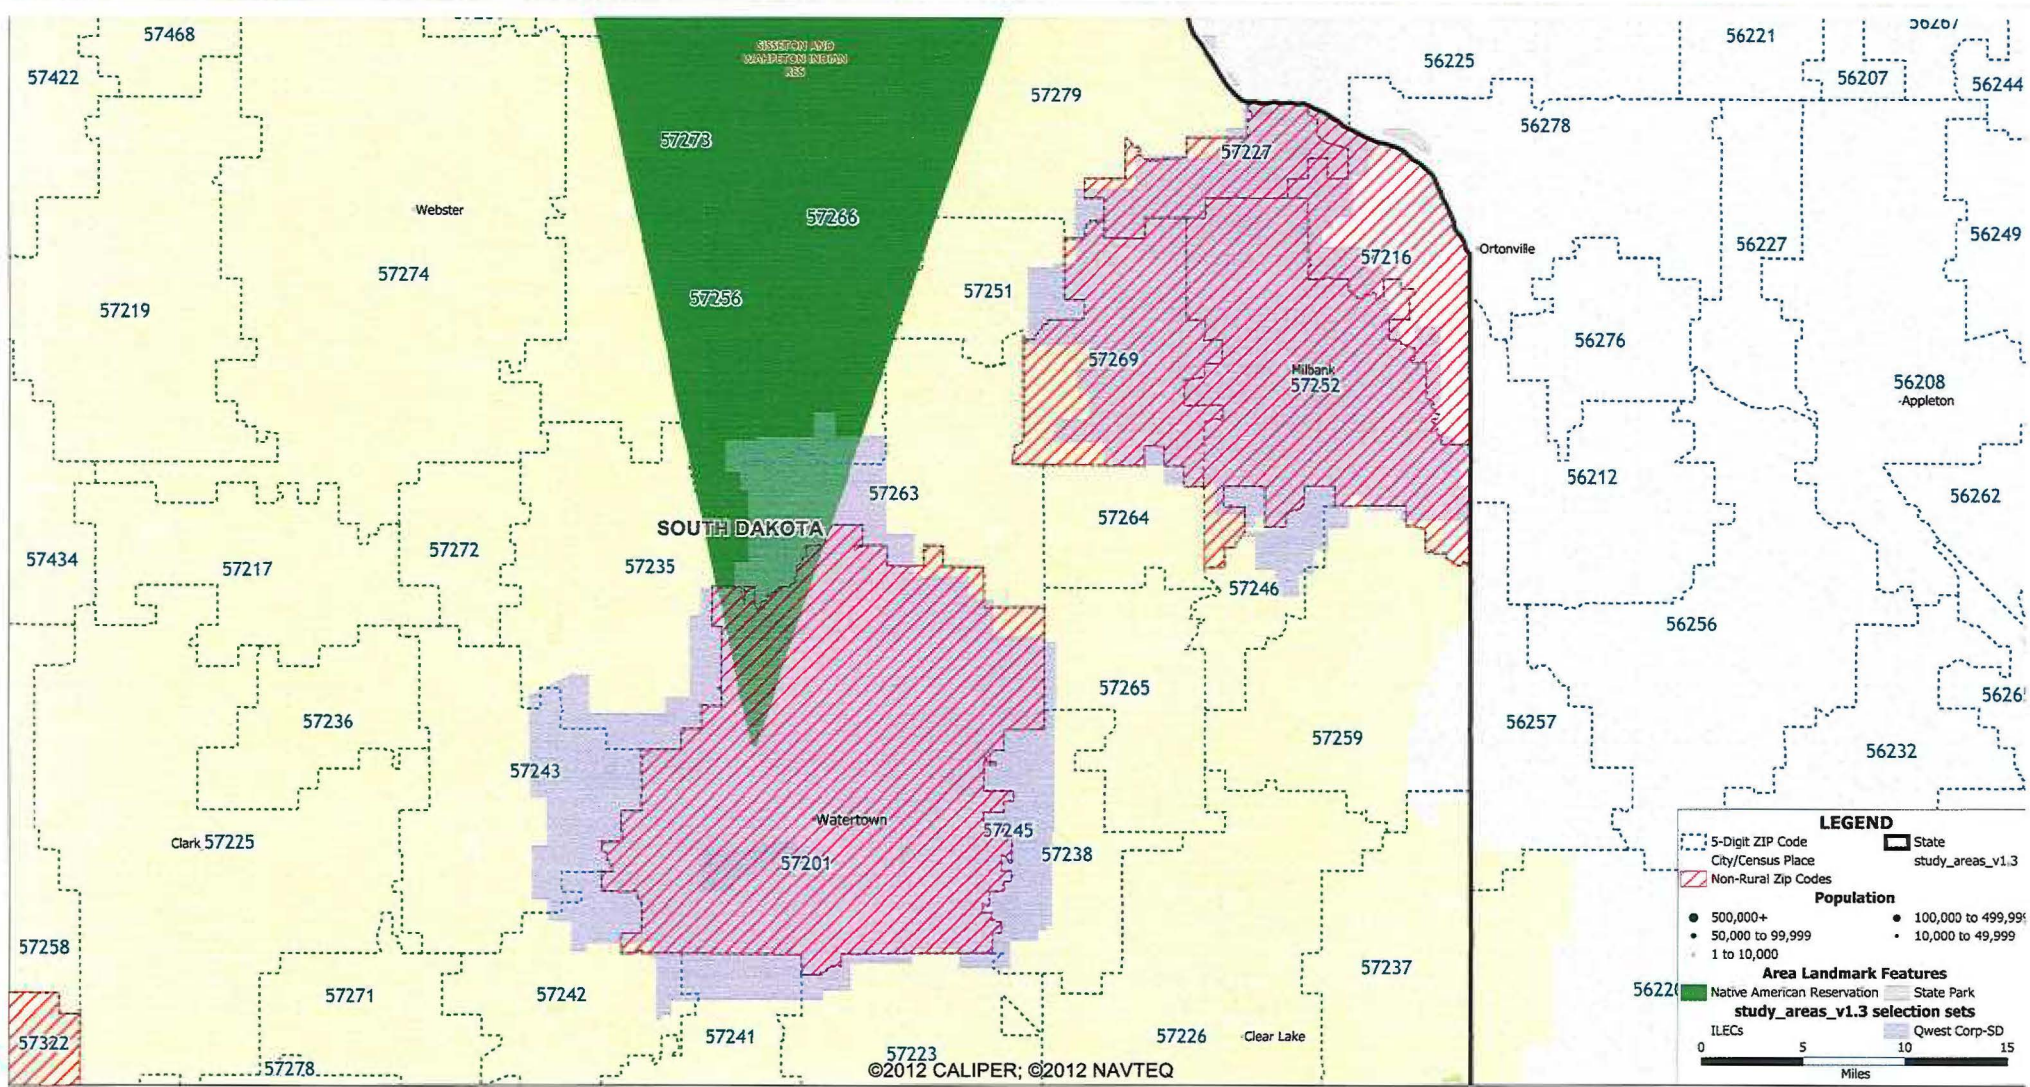 57468
56267
56221
57422
SISSETON AND
WAHPETON INDIAN
RES
56225
56207
56244
57279
56278
57273
57227
Webster
57266
Ortonville
56227
56249
57274
57216
57219
57256
57251
56276
57269
Milbank
57252
56208
Appleton
56212
57263
56262
57264
SOUTH DAKOTA
57434
57217
57272
57235
57246
56256
57265
57236
56257
57259
56232
57243
Watertown
57245
Clark 57225
57201
57238
57258
57237
57271
57242
57322
57241
57226
Clear Lake
57223
57278
©2012 CALIPER; ©2012 NAVTEQ
LEGEND
5-Digit ZIP Code
State
City/Census Place
study_areas_v1.3
Non-Rural Zip Codes
Population
500,000+
100,000 to 499,999
50,000 to 99,999
10,000 to 49,999
1 to 10,000
Area Landmark Features
Native American Reservation
State Park
study_areas_v1.3 selection sets
ILECs
Qwest Corp-SD
0 5 10 15
Miles